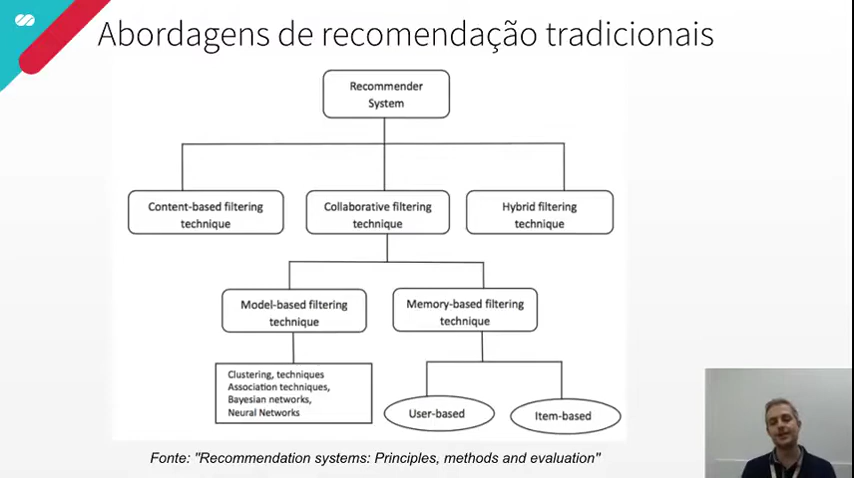 Abordagens de recomendação tradicionais
Recommender
System
Content-based filtering
technique
Collaborative filtering
technique
Hybrid filtering
technique
Model-based filtering
technique
Memory-based filtering
technique
Clustering, techniques
Association techniques,
Bayesian networks,
Neural Networks
User-based
Item-based
Fonte: "Recommendation systems: Principles, methods and evaluation"